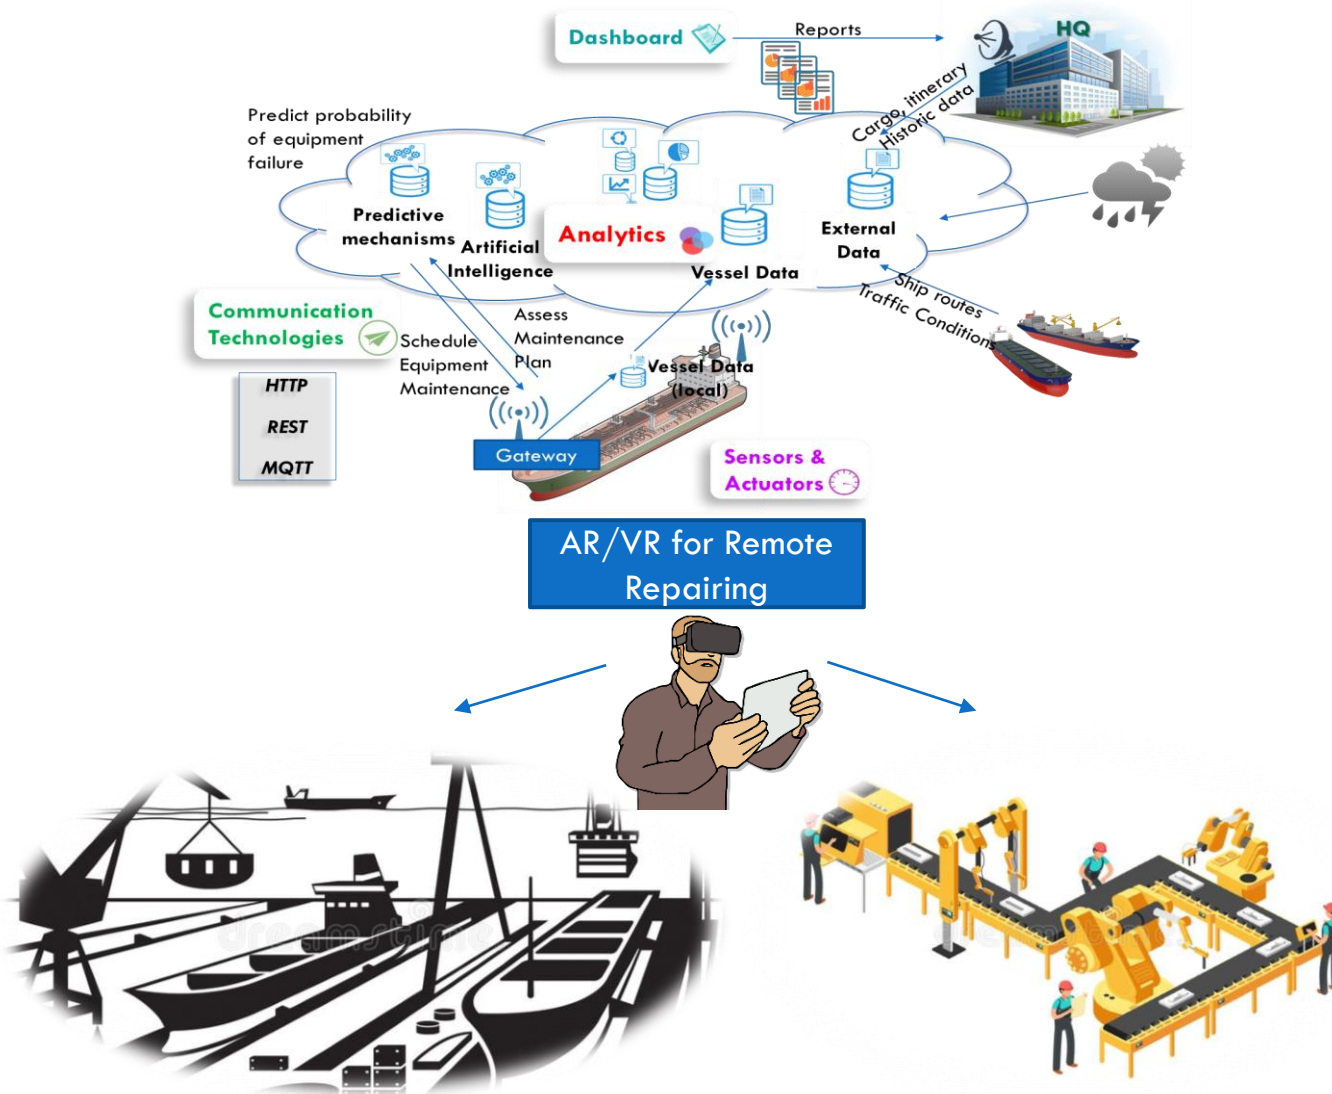 Dashboard
Reports
HQ
Cargo, itinerary
Historic data
Predict probability
of equipment
failure
Predictive
mechanisms
Artificial
Intelligence
Analytics
Vessel Data
External
Data
Ship routes
Traffic Conditions
Communication
Technologies
HTTP
REST
MQTT
Schedule
Equipment
Maintenance
Assess
Maintenance
Plan
Vessel Data
(local)
Gateway
Sensors &
Actuators
AR/VR for Remote
Repairing
dreamstime
dreamstime